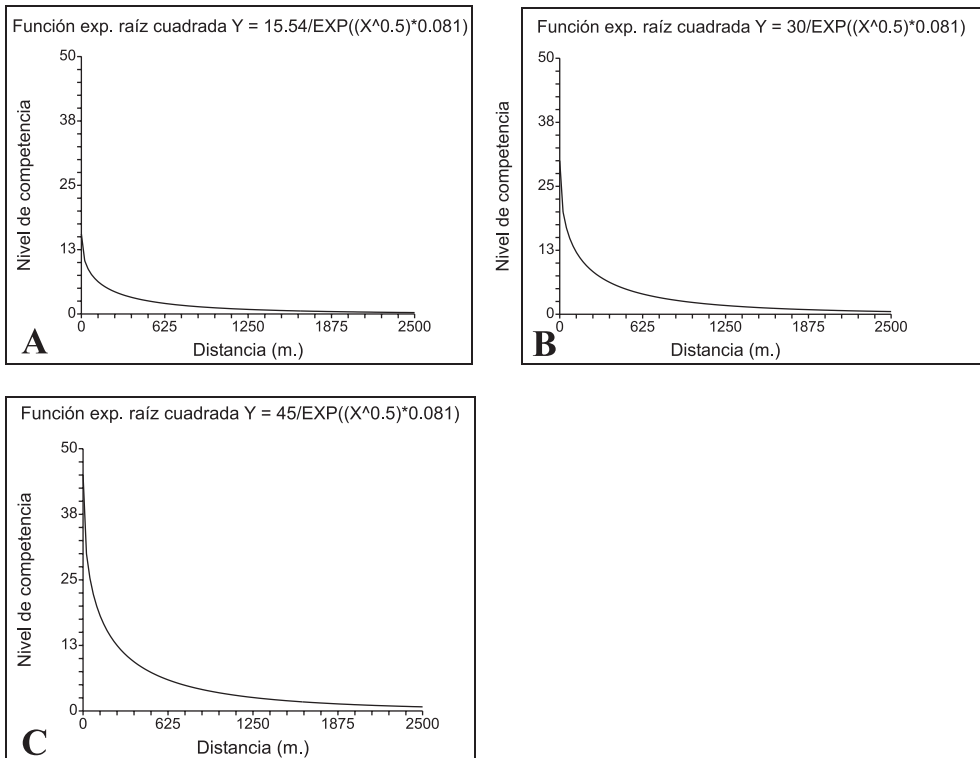 Función exp. raíz cuadrada Y = 15.54/EXP((X^0.5)*0.081)
50
38
25
13
0
Nivel de competencia
0 625 1250 1875 2500
Distancia (m.)
A
Función exp. raíz cuadrada Y = 30/EXP((X^0.5)*0.081)
50
38
25
13
0
Nivel de competencia
0 625 1250 1875 2500
Distancia (m.)
B
Función exp. raíz cuadrada Y = 45/EXP((X^0.5)*0.081)
50
38
25
13
0
Nivel de competencia
0 625 1250 1875 2500
Distancia (m.)
C